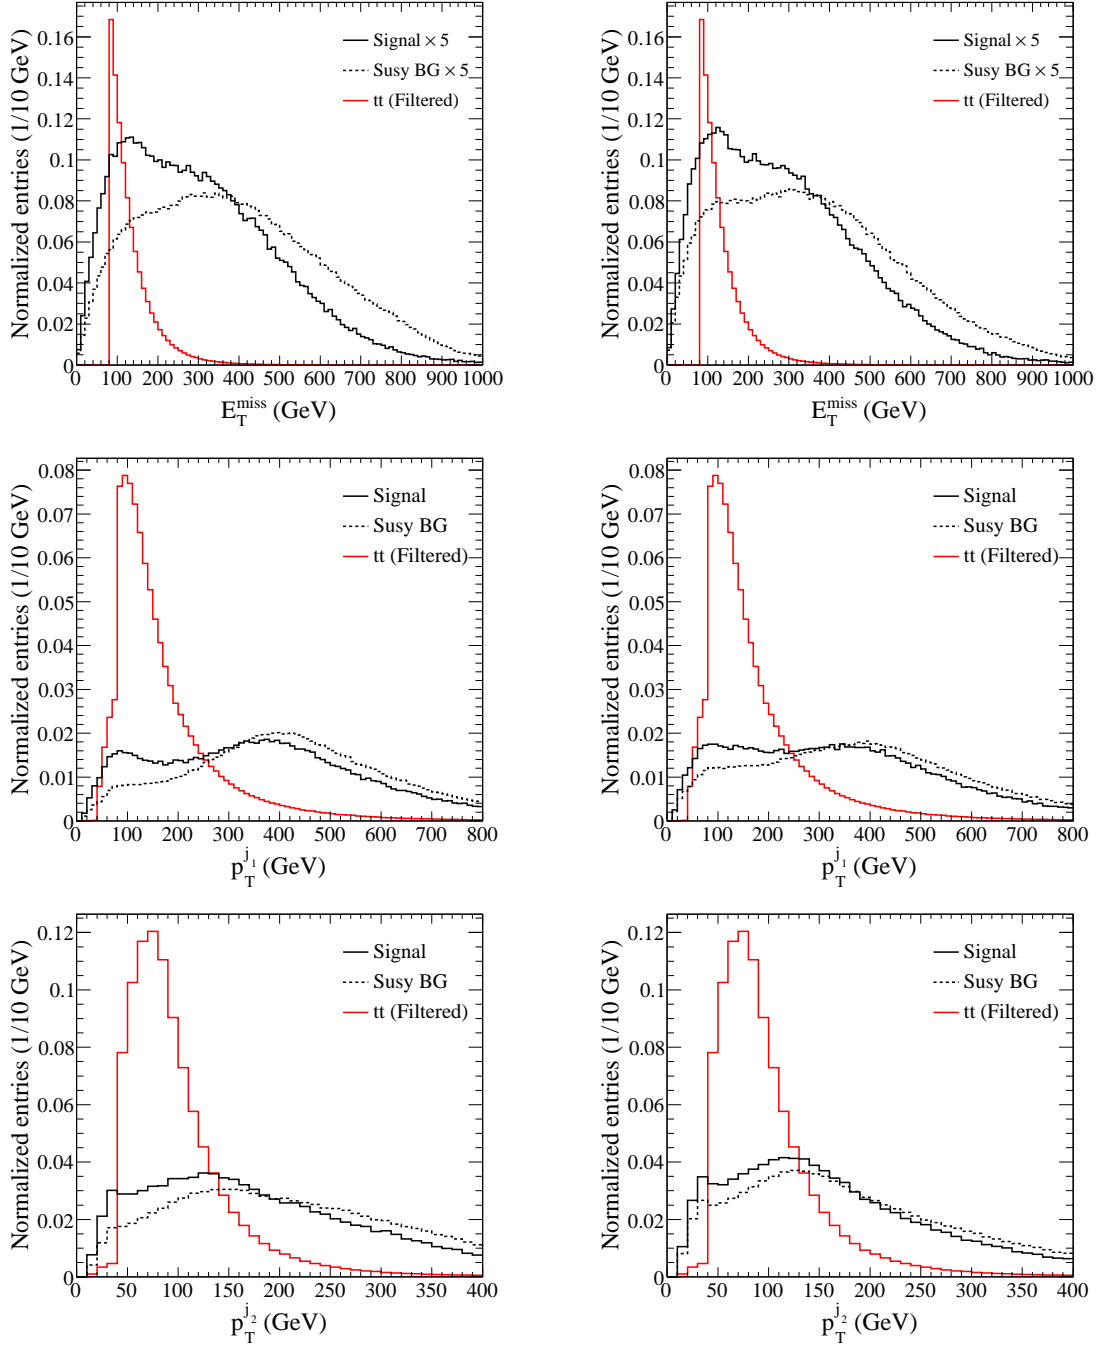 Normalized entries (1/10 GeV)
0.16
0.14
0.12
0.1
0.08
0.06
0.04
0.02
0
Signal × 5
Susy BG × 5
tt (Filtered)
0 100 200 300 400 500 600 700 800 900 1000
E_T^miss (GeV)
Normalized entries (1/10 GeV)
0.16
0.14
0.12
0.1
0.08
0.06
0.04
0.02
0
Signal × 5
Susy BG × 5
tt (Filtered)
0 100 200 300 400 500 600 700 800 900 1000
E_T^miss (GeV)
Normalized entries (1/10 GeV)
0.08
0.07
0.06
0.05
0.04
0.03
0.02
0.01
0
Signal
Susy BG
tt (Filtered)
0 100 200 300 400 500 600 700 800
p_T^j_1 (GeV)
Normalized entries (1/10 GeV)
0.08
0.07
0.06
0.05
0.04
0.03
0.02
0.01
0
Signal
Susy BG
tt (Filtered)
0 100 200 300 400 500 600 700 800
p_T^j_1 (GeV)
Normalized entries (1/10 GeV)
0.12
0.1
0.08
0.06
0.04
0.02
0
Signal
Susy BG
tt (Filtered)
0 50 100 150 200 250 300 350 400
p_T^j_2 (GeV)
Normalized entries (1/10 GeV)
0.12
0.1
0.08
0.06
0.04
0.02
0
Signal
Susy BG
tt (Filtered)
0 50 100 150 200 250 300 350 400
p_T^j_2 (GeV)